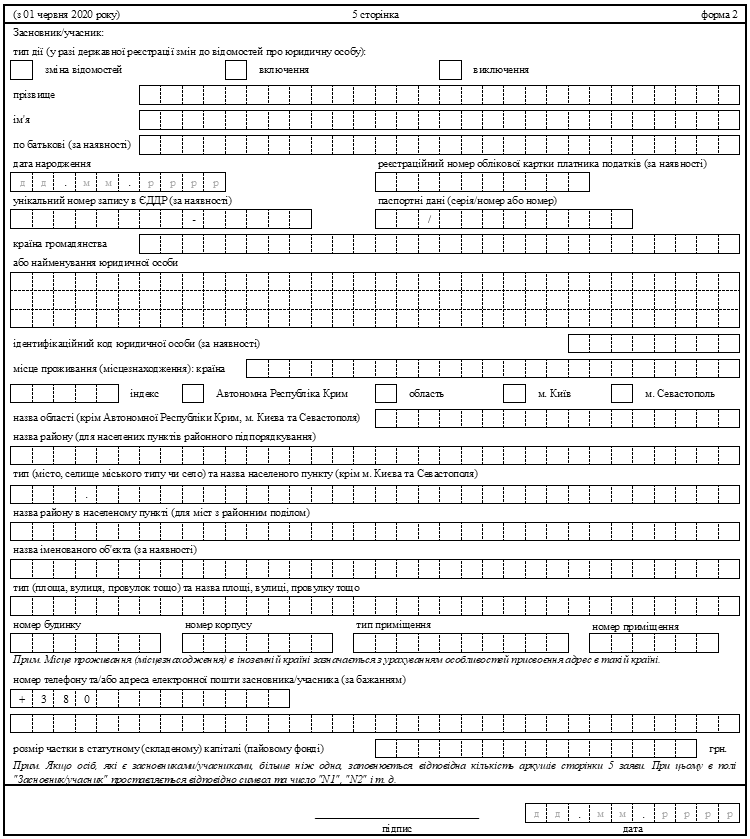 (з 01 червня 2020 року) 5 сторінка форма 2
Засновник/учасник:
тип дії (у разі державної реєстрації змін до відомостей про юридичну особу):
зміна відомостей включення виключення
прізвище
ім'я
по батькові (за наявності)
дата народження реєстраційний номер облікової картки платника податків (за наявності)
д д . м м . р р р р
унікальний номер запису в ЄДДР (за наявності) паспортні дані (серія/номер або номер)
- /
країна громадянства
або найменування юридичної особи
ідентифікаційний код юридичної особи (за наявності)
місце проживання (місцезнаходження): країна
індекс Автономна Республіка Крим область м. Київ м. Севастополь
назва області (крім Автономної Республіки Крим, м. Києва та Севастополя)
назва району (для населених пунктів районного підпорядкування)
тип (місто, селище міського типу чи село) та назва населеного пункту (крім м. Києва та Севастополя)
.
назва району в населеному пункті (для міст з районним поділом)
назва іменованого об'єкта (за наявності)
тип (площа, вулиця, провулок тощо) та назва площі, вулиці, провулку тощо
номер будинку номер корпусу тип приміщення номер приміщення
Прим. Місце проживання (місцезнаходження) в іноземній країні зазначається з урахуванням особливостей присвоєння адрес в такій країні.
номер телефону та/або адреса електронної пошти засновника/учасника (за бажанням)
+ 3 8 0
розмір частки в статутному (складеному) капіталі (пайовому фонді) грн.
Прим. Якщо осіб, які є засновниками/учасниками, більше ніж одна, заповнюється відповідна кількість аркушів сторінки 5 заяви. При цьому в полі
"Засновник/учасник" проставляється відповідно символ та число "N1", "N2" і т. д.
д д . м м . р р р р
підпис дата